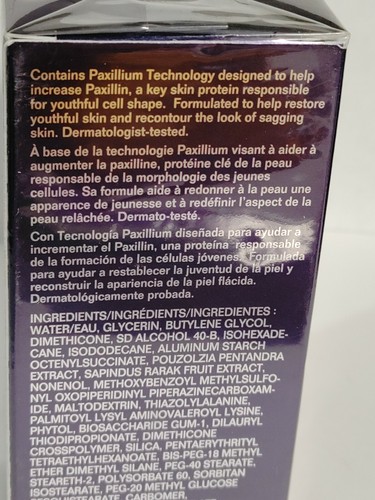 Contains Paxillium Technology designed to help
increase Paxillin, a key skin protein responsible
for youthful cell shape. Formulated to help restore
youthful skin and recontour the look of sagging
skin. Dermatologist-tested.
À base de la technologie Paxillium visant à aider à
augmenter la paxilline, protéine clé de la peau
responsable de la morphologie des jeunes
cellules. Sa formule aide à redonner à la peau une
apparence de jeunesse et à redéfinir l'aspect de la
peau relâchée. Dermato-testé.
Con Tecnología Paxillium diseñada para ayudar a
incrementar el Paxillin, una proteína responsable
de la formación de las células jóvenes. Formulada
para ayudar a restablecer la juventud de la piel y
reconstruir la apariencia de la piel flácida.
Dermatológicamente probada.
INGREDIENTS/INGRÉDIENTS/INGREDIENTES :
WATER/EAU, GLYCERIN, BUTYLENE GLYCOL,
DIMETHICONE, SD ALCOHOL 40-B, ISOHEXADE-
CANE, ISODODECANE, ALUMINUM STARCH
OCTENYLSUCCINATE, POUZOLZIA PENTANDRA
EXTRACT, SAPINDUS RARAK FRUIT EXTRACT,
NONENOL, METHOXYBENZOYL METHYLSULFO-
NYL OXOPIPERIDINYL PIPERAZINECARBOXAM-
IDE, MALTODEXTRIN, THIAZOLYLALANINE,
PALMITOYL LYSYL AMINOVALEROYL LYSINE,
PHYTOL, BIOSACCHARIDE GUM-1, DILAURYL
THIODIPROPIONATE, DIMETHICONE
CROSSPOLYMER, SILICA, PENTAERYTHRITYL
TETRAETHYLHEXANOATE, BIS-PEG-18 METHYL
ETHER DIMETHYL SILANE, PEG-40 STEARATE,
STEARETH-2, POLYSORBATE 60, SORBITAN
ISOSTEARATE, PEG-20 METHYL GLUCOSE
CARBOMER,